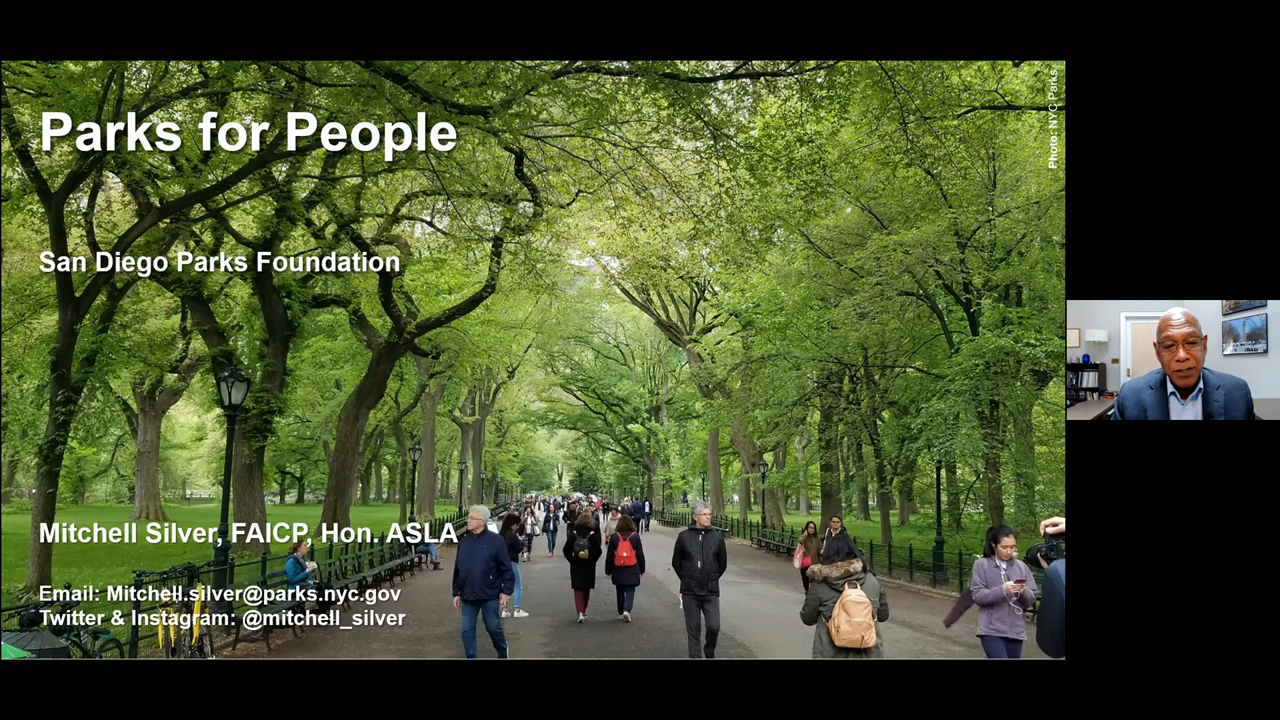 Parks for People
San Diego Parks Foundation
Mitchell Silver, FAICP, Hon. ASLA
Email: Mitchell.silver@parks.nyc.gov
Twitter & Instagram: @mitchell_silver
Photo: NYC Parks